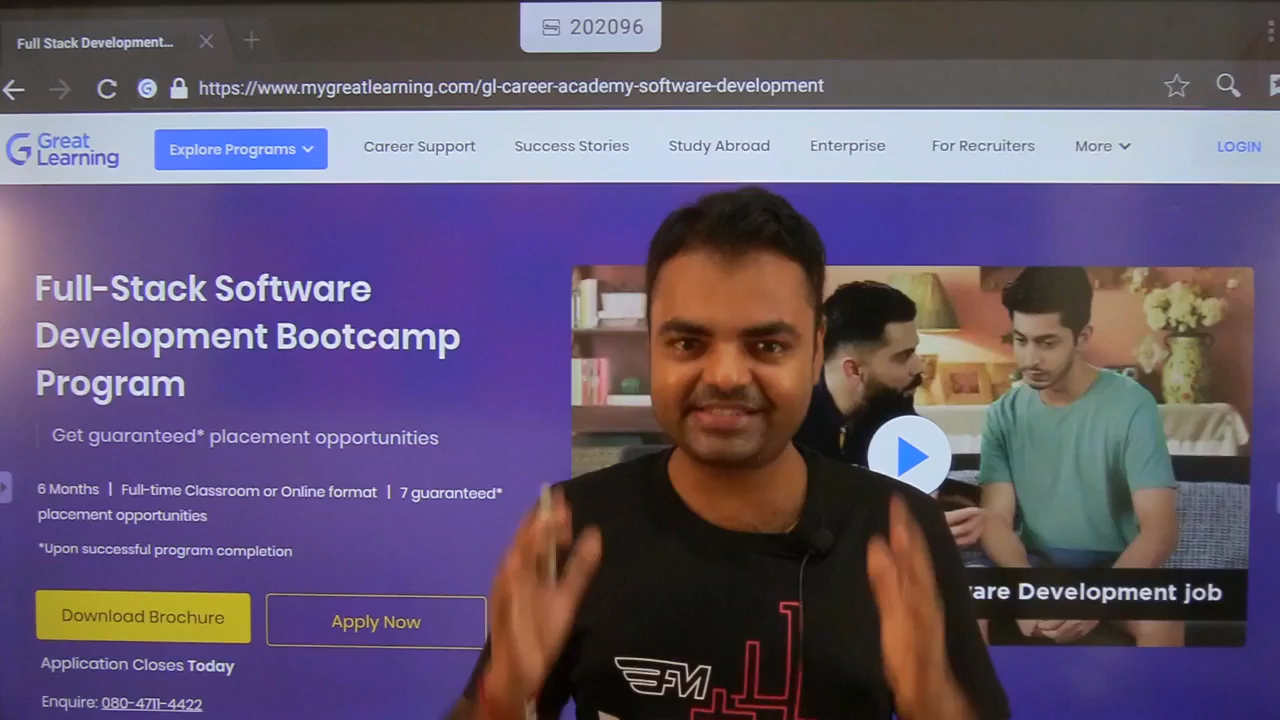 202096
Full Stack Development...
https://www.mygreatlearning.com/gl-career-academy-software-development
Great
Learning
Explore Programs
Career Support
Success Stories
Study Abroad
Enterprise
For Recruiters
More
LOGIN
Full-Stack Software
Development Bootcamp
Program
Get guaranteed* placement opportunities
6 Months | Full-time Classroom or Online format | 7 guaranteed*
placement opportunities
*Upon successful program completion
Download Brochure
Apply Now
Application Closes Today
Enquire: 080-4711-4422
Development job